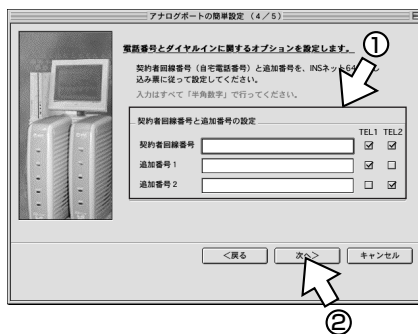 アナログポートの簡単設定（4／5）
電話番号とダイヤルインに関するオプションを設定します。
①
契約者回線番号（自宅電話番号）と追加番号を、INSネット64 し
込み票に従って設定してください。
入力はすべて「半角数字」で行ってください。
契約者回線番号と追加番号の設定
TEL1 TEL2
契約者回線番号
追加番号1
追加番号2
<戻る 次へ> キャンセル
②